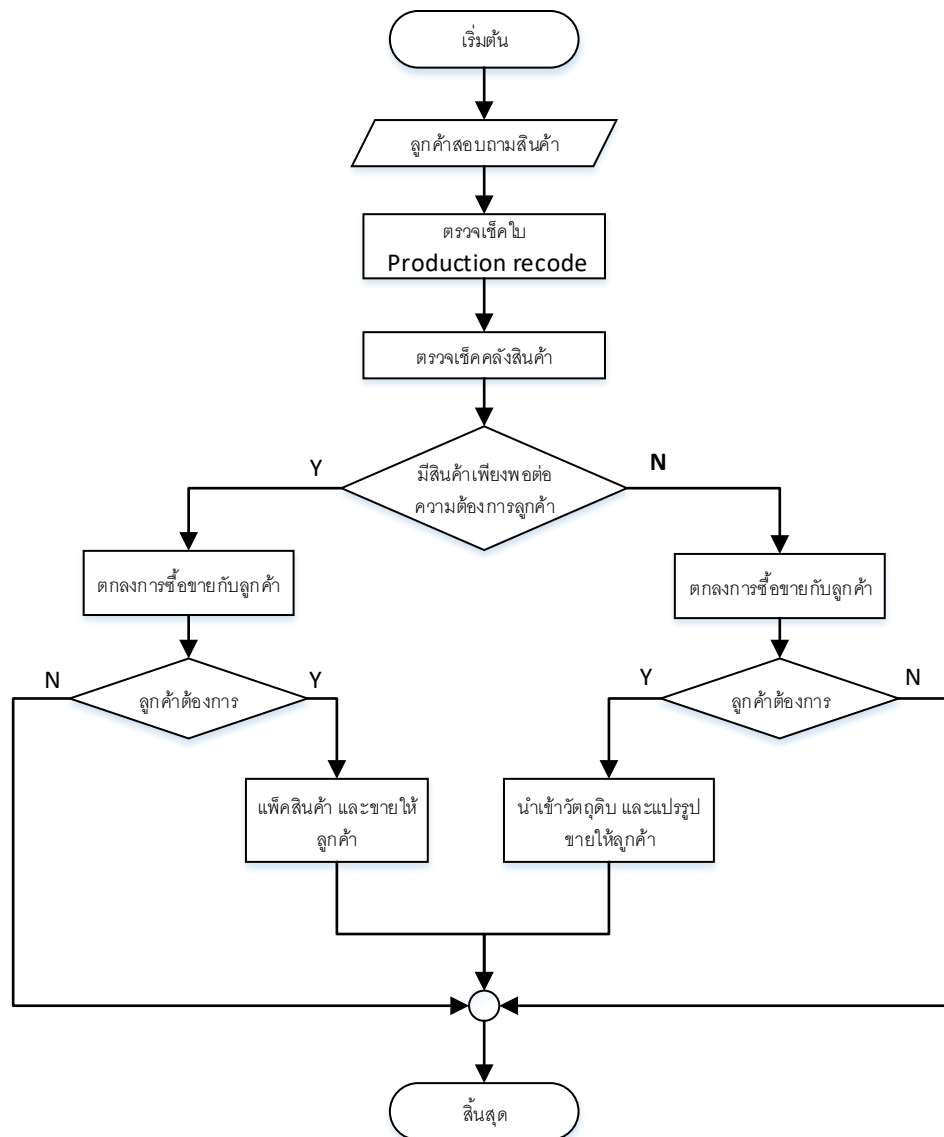 เริ่มต้น
ลูกค้าสอบถามสินค้า
ตรวจเช็คใบ
Production recode
ตรวจเช็คคลังสินค้า
มีสินค้าเพียงพอต่อ
ความต้องการลูกค้า
Y
N
ตกลงการซื้อขายกับลูกค้า
ตกลงการซื้อขายกับลูกค้า
N
ลูกค้าต้องการ
Y
Y
ลูกค้าต้องการ
N
แพ็คสินค้า และขายให้
ลูกค้า
นำเข้าวัตถุดิบ และแปรรูป
ขายให้ลูกค้า
สิ้นสุด